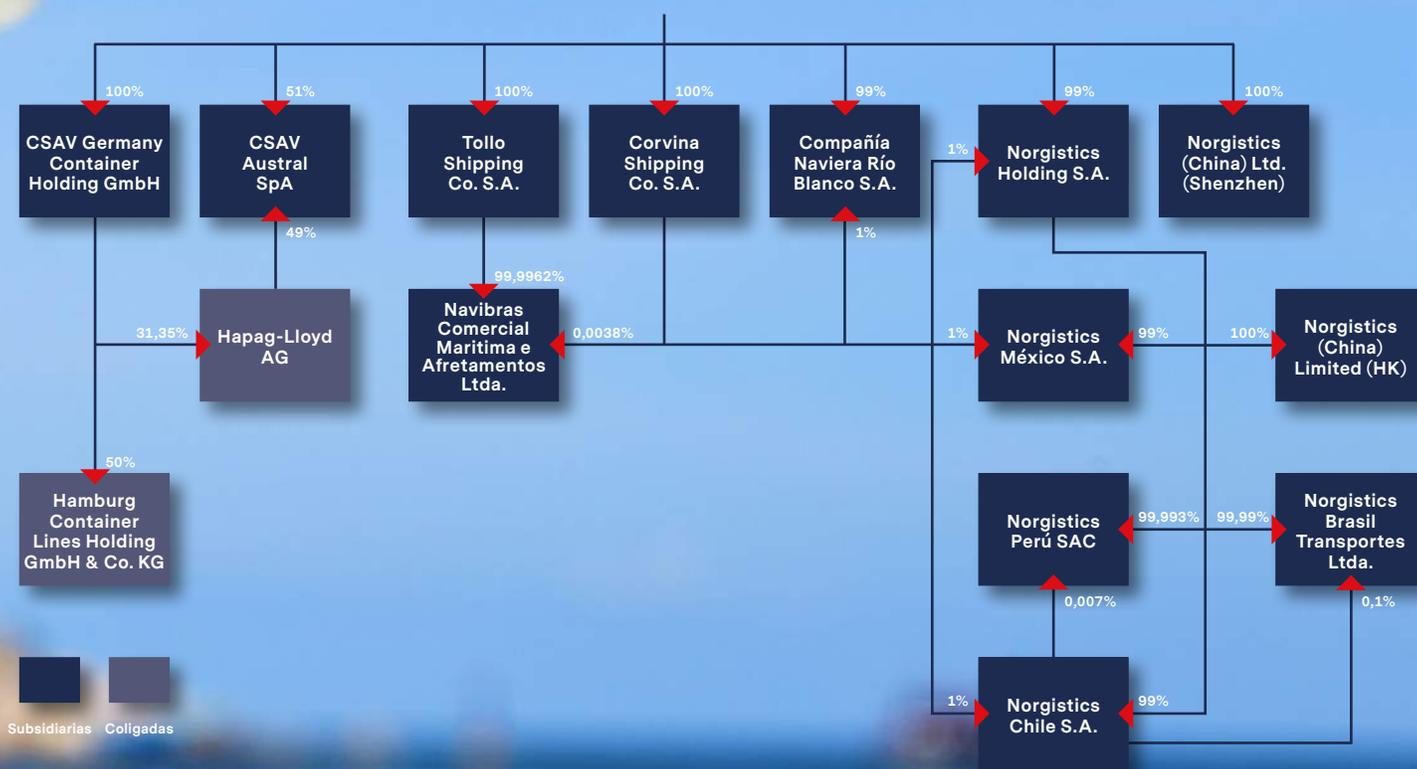 100%
51%
100%
100%
99%
99%
100%
CSAV Germany
Container
Holding GmbH
CSAV
Austral
SpA
Tollo
Shipping
Co. S.A.
Corvina
Shipping
Co. S.A.
Compañía
Naviera Río
Blanco S.A.
1%
Norgistics
Holding S.A.
Norgistics
(China) Ltd.
(Shenzhen)
49%
1%
31,35%
Hapag-Lloyd
AG
99,9962%
Navibras
Comercial
Maritima e
Afretamentos
Ltda.
0,0038%
1%
Norgistics
México S.A.
99%
100%
Norgistics
(China)
Limited (HK)
50%
Hamburg
Container
Lines Holding
GmbH & Co. KG
Norgistics
Perú SAC
99,993%
99,99%
Norgistics
Brasil
Transportes
Ltda.
0,007%
0,1%
1%
Norgistics
Chile S.A.
99%
Subsidiarias
Coligadas